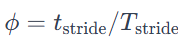 ϕ = t_stride/T_stride